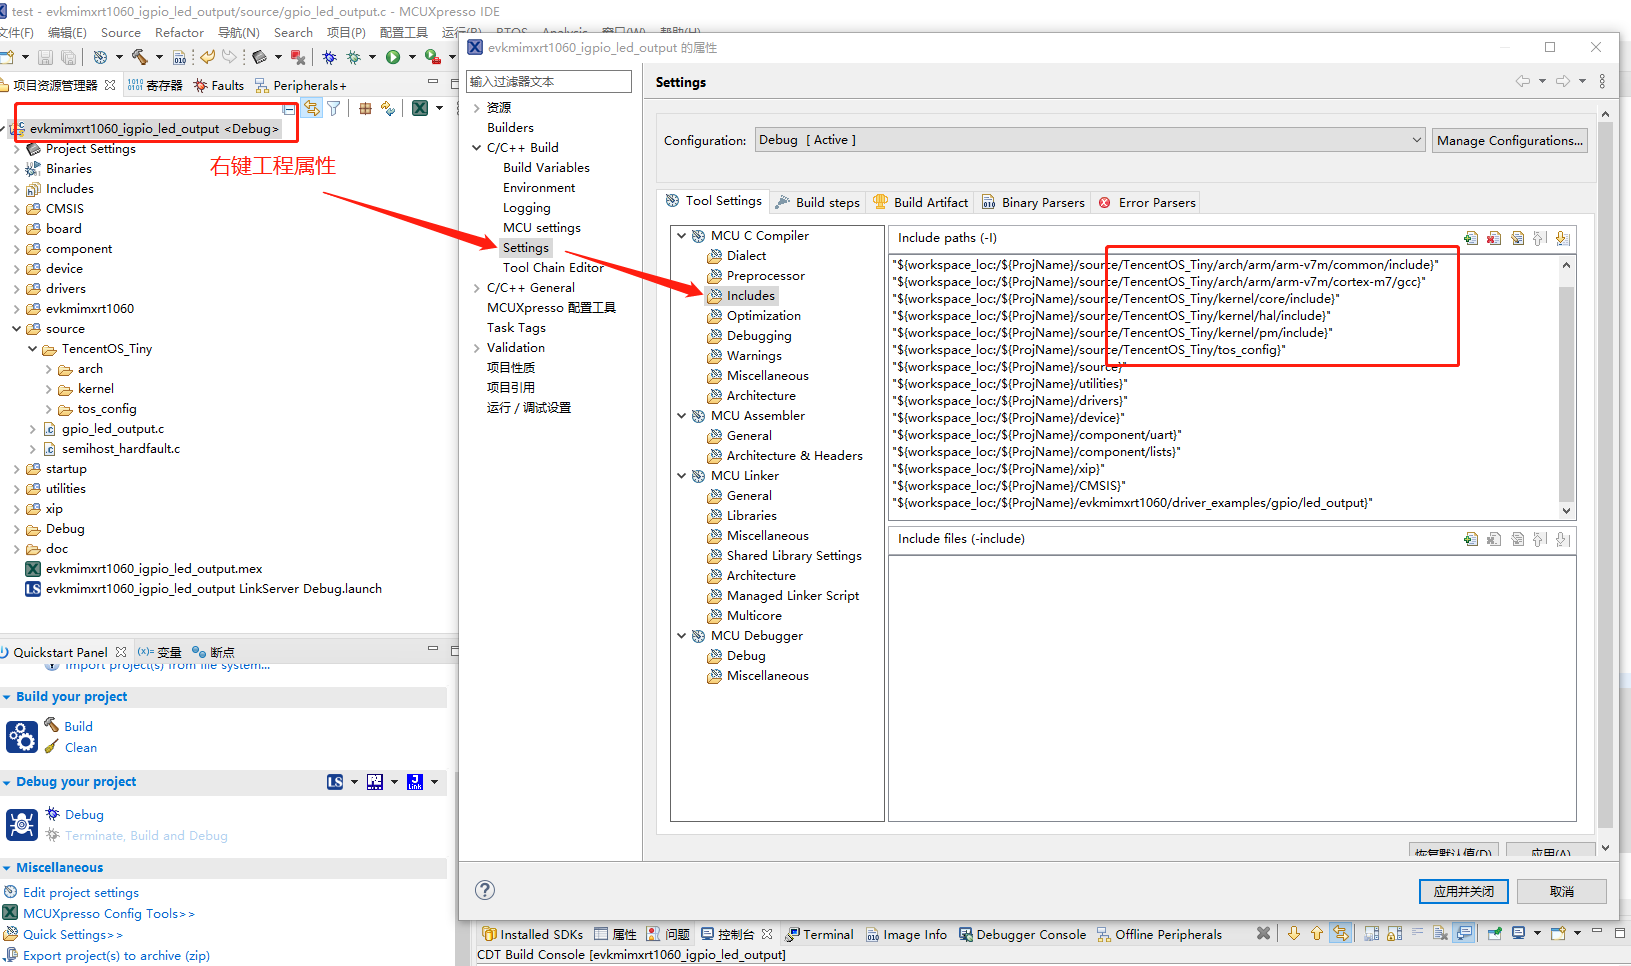 test - evkmimxrt1060_igpio_led_output/source/gpio_led_output.c - MCUXpresso IDE
文件(F) 编辑(E) Source Refactor 导航(N) Search 项目(P) 配置工具
项目资源管理器 寄存器 Faults Peripherals+
evkmimxrt1060_igpio_led_output <Debug>
Project Settings
Binaries
Includes
CMSIS
board
component
device
drivers
evkmimxrt1060
source
TencentOS_Tiny
arch
kernel
tos_config
gpio_led_output.c
semihost_hardfault.c
startup
utilities
xip
Debug
doc
evkmimxrt1060_igpio_led_output.mex
evkmimxrt1060_igpio_led_output LinkServer Debug.launch
右键工程属性
Quickstart Panel (x)= 变量 断点
Import project(s) from file system...
Build your project
Build
Clean
Debug your project
LS
Debug
Terminate, Build and Debug
Miscellaneous
Edit project settings
MCUXpresso Config Tools>>
Quick Settings>>
Export project(s) to archive (zip)
evkmimxrt1060_igpio_led_output 的属性
输入过滤器文本
资源
Builders
C/C++ Build
Build Variables
Environment
Logging
MCU settings
Settings
Tool Chain Editor
C/C++ General
MCUXpresso 配置工具
Task Tags
Validation
项目性质
项目引用
运行 / 调试设置
Settings
Configuration: Debug [ Active ] Manage Configurations...
Tool Settings Build steps Build Artifact Binary Parsers Error Parsers
MCU C Compiler
Dialect
Preprocessor
Includes
Optimization
Debugging
Warnings
Miscellaneous
Architecture
MCU Assembler
General
Architecture & Headers
MCU Linker
General
Libraries
Miscellaneous
Shared Library Settings
Architecture
Managed Linker Script
Multicore
MCU Debugger
Debug
Miscellaneous
Include paths (-I)
"${workspace_loc:/${ProjName}/source/TencentOS_Tiny/arch/arm/arm-v7m/common/include}"
"${workspace_loc:/${ProjName}/source/TencentOS_Tiny/arch/arm/arm-v7m/cortex-m7/gcc}"
"${workspace_loc:/${ProjName}/source/TencentOS_Tiny/kernel/core/include}"
"${workspace_loc:/${ProjName}/source/TencentOS_Tiny/kernel/hal/include}"
"${workspace_loc:/${ProjName}/source/TencentOS_Tiny/kernel/pm/include}"
"${workspace_loc:/${ProjName}/source/TencentOS_Tiny/tos_config}"
"${workspace_loc:/${ProjName}/source}"
"${workspace_loc:/${ProjName}/utilities}"
"${workspace_loc:/${ProjName}/drivers}"
"${workspace_loc:/${ProjName}/device}"
"${workspace_loc:/${ProjName}/component/uart}"
"${workspace_loc:/${ProjName}/component/lists}"
"${workspace_loc:/${ProjName}/xip}"
"${workspace_loc:/${ProjName}/CMSIS}"
"${workspace_loc:/${ProjName}/evkmimxrt1060/driver_examples/gpio/led_output}"
Include files (-include)
恢复默认值(D) 应用(A)
应用并关闭 取消
Installed SDKs 属性 问题 控制台 Terminal Image Info Debugger Console Offline Peripherals
CDT Build Console [evkmimxrt1060_igpio_led_output]